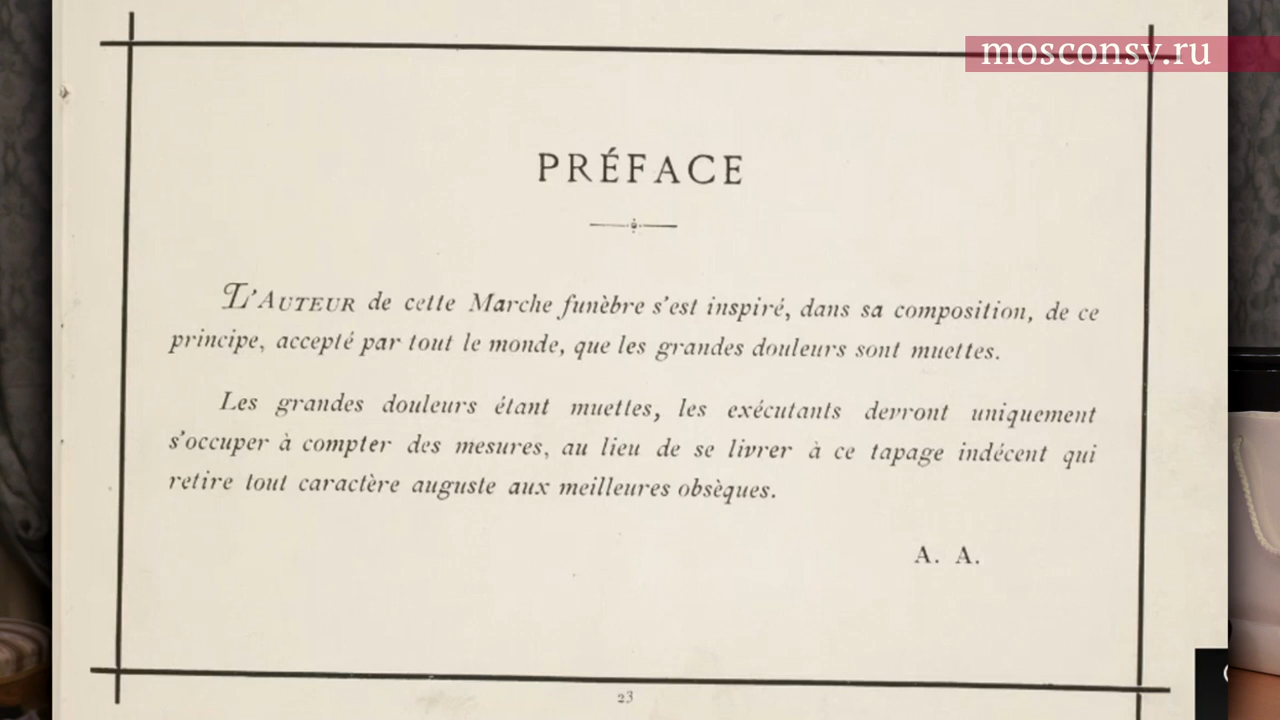 mosconsv.ru
PRÉFACE
L'AUTEUR de cette Marche funèbre s'est inspiré, dans sa composition, de ce
principe, accepté par tout le monde, que les grandes douleurs sont muettes.
Les grandes douleurs étant muettes, les exécutants devront uniquement
s'occuper à compter des mesures, au lieu de se livrer à ce tapage indécent qui
retire tout caractère auguste aux meilleures obsèques.
A. A.
23